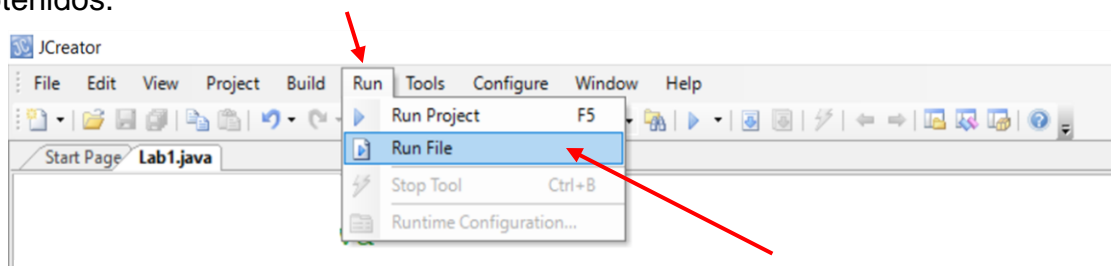 tenidos.
JCreator
File Edit View Project Build Run Tools Configure Window Help
Run Project F5
Start Page Lab1.java Run File
Stop Tool Ctrl+B
Runtime Configuration...